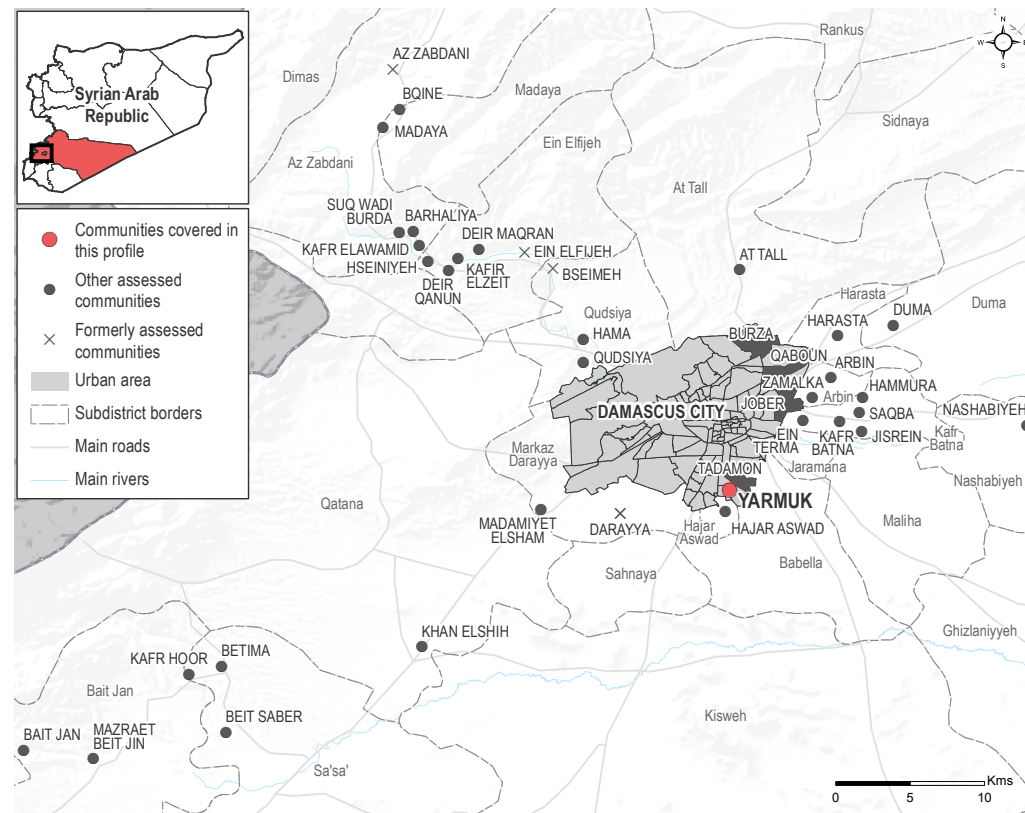 Syrian Arab
Republic
Communities covered in
this profile
Other assessed
communities
Formerly assessed
communities
Urban area
Subdistrict borders
Main roads
Main rivers
N
W
E
S
Rankus
AZ ZABDANI
Dimas
BQINE
Madaya
MADAYA
Sidnaya
Ein Elfijeh
Az Zabdani
At Tall
SUQ WADI
BURDA
BARHALIYA
DEIR MAQRAN
KAFR ELAWAMID
EIN ELFIJEH
HSEINIYEH
BSEIMEH
KAFIR
ELZEIT
DEIR
QANUN
AT TALL
Harasta
Duma
DUMA
Qudsiya
HARASTA
HAMA
BURZA
QUDSIYA
QABOUN
ARBIN
ZAMALKA
HAMMURA
Arbin
JOBER
SAQBA
NASHABIYEH
DAMASCUS CITY
EIN
TERMA
KAFR
BATNA
JISREIN
Kafr
Batna
Markaz
Darayya
TADAMON
Jaramana
Nashabiyeh
Qatana
YARMUK
MADAMIYET
ELSHAM
DARAYYA
Hajar
Aswad
HAJAR ASWAD
Maliha
Sahnaya
Babella
Ghizlaniyyeh
KHAN ELSHIH
BETIMA
KAFR HOOR
Bait Jan
BEIT SABER
Kisweh
BAIT JAN
MAZRAET
BEIT JIN
Sa'sa'
Kms
0
5
10